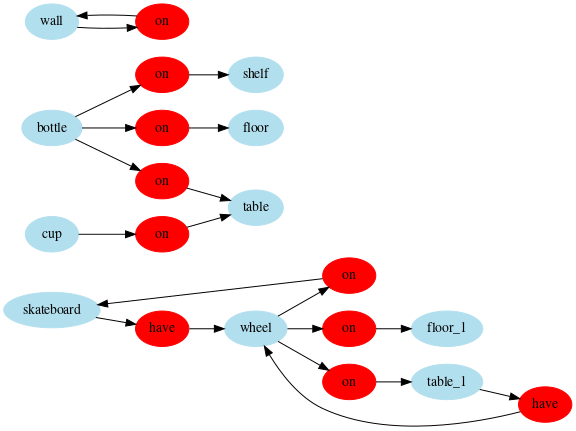 wall on
on shelf
bottle on floor
on
table
cup on
on
skateboard
have wheel on floor_1
on table_1
have